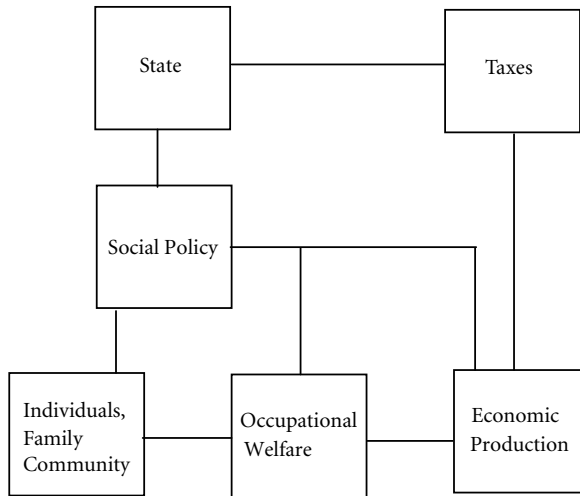 State
Taxes
Social Policy
Individuals,
Family
Community
Occupational
Welfare
Economic
Production